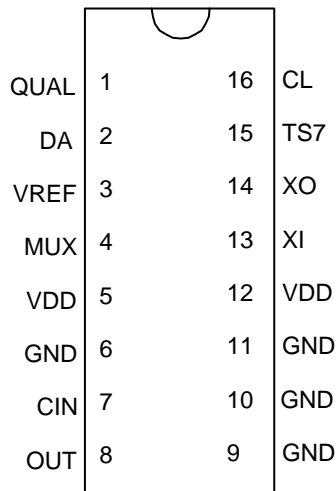 QUAL 1 16 CL
DA 2 15 TS7
VREF 3 14 XO
MUX 4 13 XI
VDD 5 12 VDD
GND 6 11 GND
CIN 7 10 GND
OUT 8 9 GND